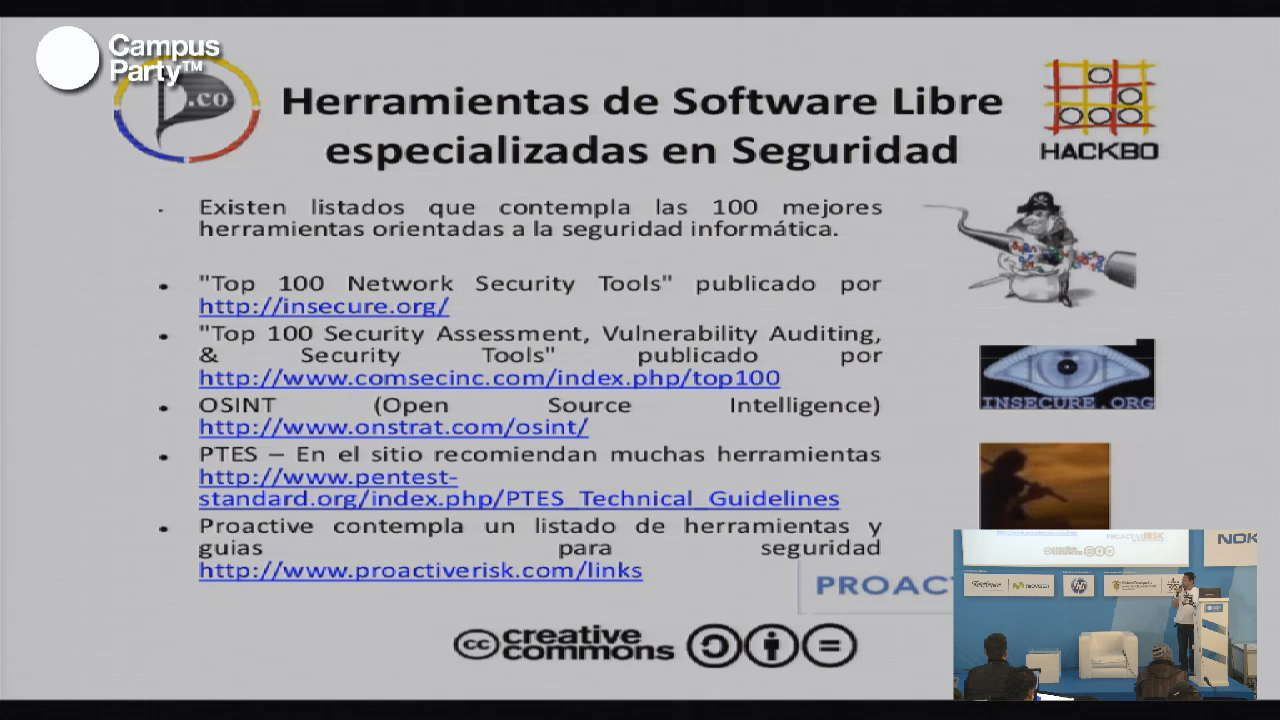 Campus
Party™
.co
Herramientas de Software Libre
especializadas en Seguridad
HACKBO
Existen listados que contempla las 100 mejores
herramientas orientadas a la seguridad informática.
"Top 100 Network Security Tools" publicado por
http://insecure.org/
"Top 100 Security Assessment, Vulnerability Auditing,
& Security Tools" publicado por
http://www.comsecinc.com/index.php/top100
OSINT (Open Source Intelligence)
http://www.onstrat.com/osint/
INSECURE.ORG
PTES – En el sitio recomiendan muchas herramientas
http://www.pentest-
standard.org/index.php/PTES_Technical_Guidelines
Proactive contempla un listado de herramientas y
guias para seguridad
http://www.proactiverisk.com/links
PROAC
cc creative
commons
NOK
movistar
hp